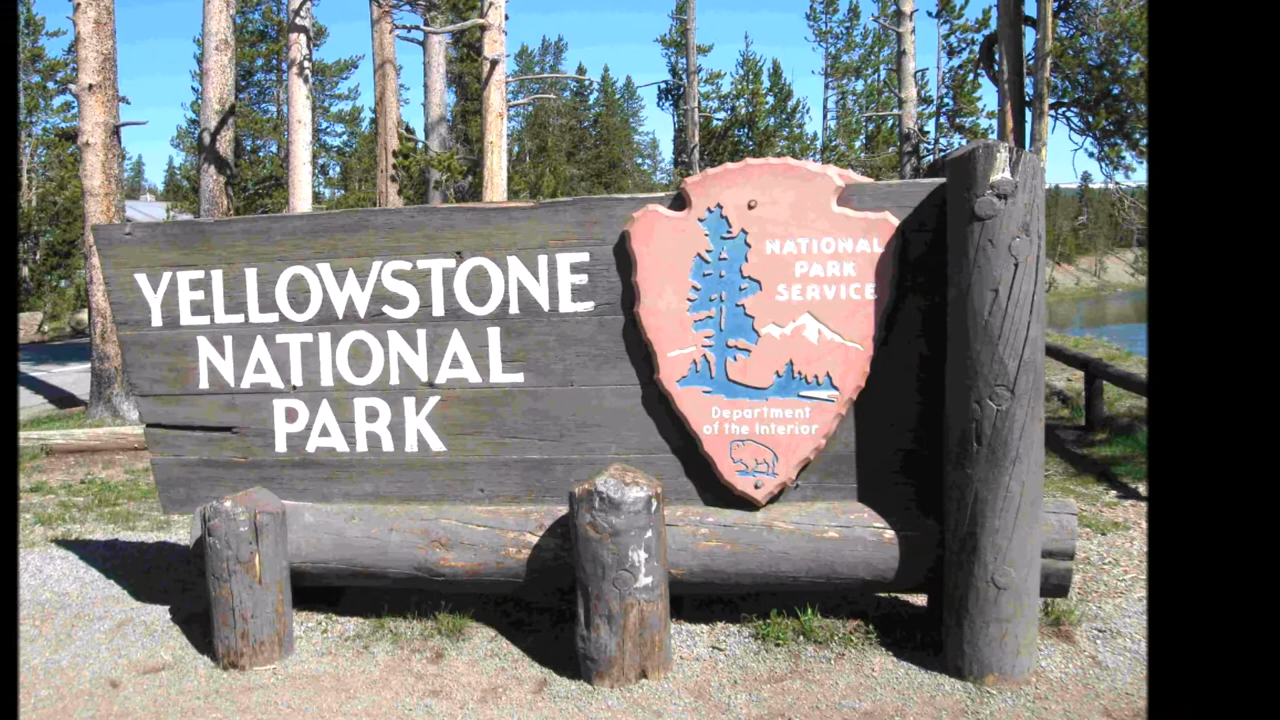 YELLOWSTONE
NATIONAL
PARK
NATIONAL
PARK
SERVICE
Department
of the Interior